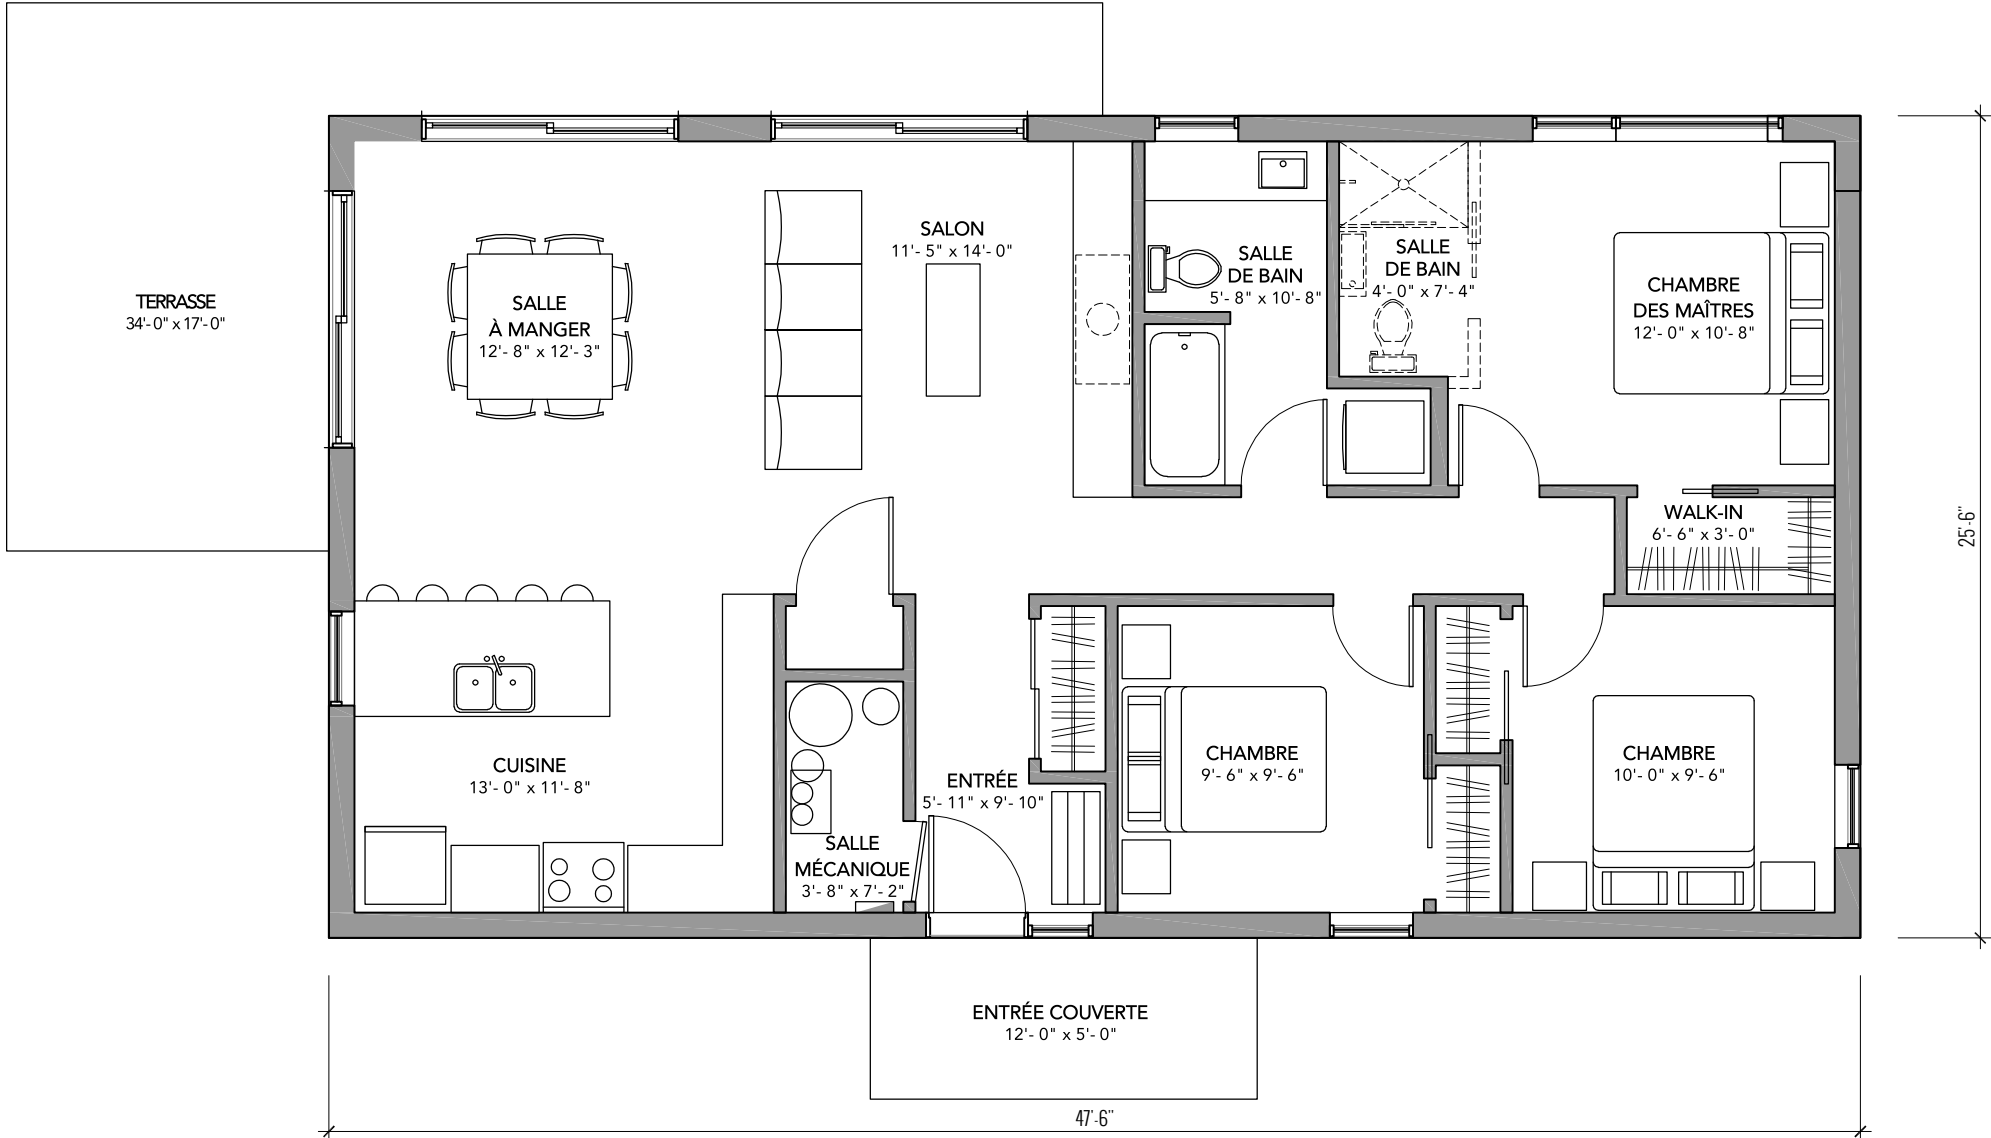 TERRASSE
34'-0" x 17'-0"
SALLE
À MANGER
12'- 8" x 12'- 3"
SALON
11'- 5" x 14'- 0"
SALLE
DE BAIN
5'- 8" x 10'- 8"
SALLE
DE BAIN
4'- 0" x 7'- 4"
CHAMBRE
DES MAÎTRES
12'- 0" x 10'- 8"
WALK-IN
6'- 6" x 3'- 0"
25'-6"
CUISINE
13'- 0" x 11'- 8"
SALLE
MÉCANIQUE
3'- 8" x 7'- 2"
ENTRÉE
5'- 11" x 9'- 10"
CHAMBRE
9'- 6" x 9'- 6"
CHAMBRE
10'- 0" x 9'- 6"
ENTRÉE COUVERTE
12'- 0" x 5'- 0"
47'-6"